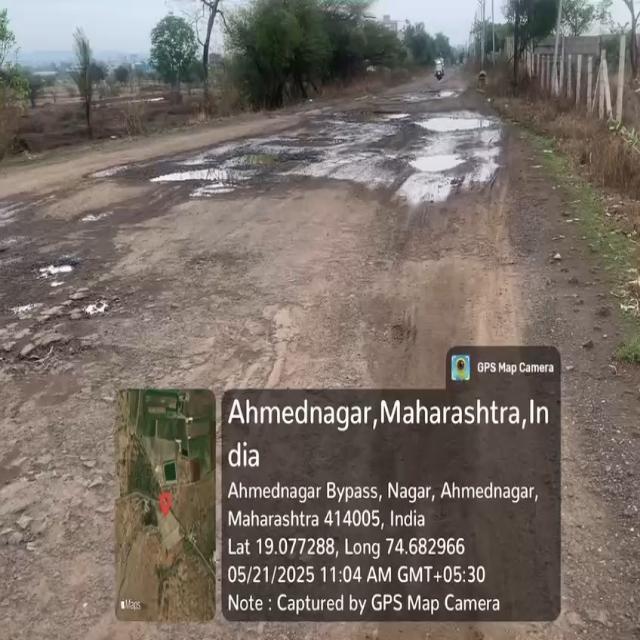 GPS Map Camera
Ahmednagar,Maharashtra,In
dia
Ahmednagar Bypass, Nagar, Ahmednagar,
Maharashtra 414005, India
Lat 19.077288, Long 74.682966
05/21/2025 11:04 AM GMT+05:30
Note : Captured by GPS Map Camera
Maps